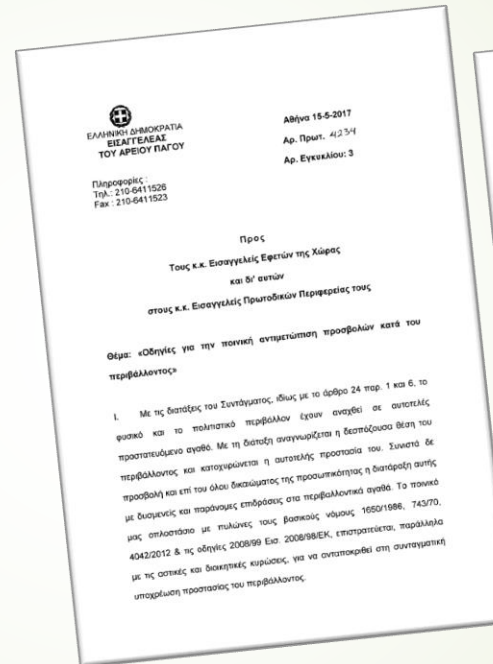 ΕΛΛΗΝΙΚΗ ΔΗΜΟΚΡΑΤΙΑ
ΕΙΣΑΓΓΕΛΕΑΣ
ΤΟΥ ΑΡΕΙΟΥ ΠΑΓΟΥ
Πληροφορίες :
Τηλ.: 210-6411526
Fax : 210-6411523
Αθήνα 15-5-2017
Αρ. Πρωτ. 4234
Αρ. Εγκυκλίου: 3
Προς
Τους κ.κ. Εισαγγελείς Εφετών της Χώρας
και δι' αυτών
στους κ.κ. Εισαγγελείς Πρωτοδικών Περιφερείας τους
Θέμα: «Οδηγίες για την ποινική αντιμετώπιση προσβολών κατά του
περιβάλλοντος»
Ι. Με τις διατάξεις του Συντάγματος, ιδίως με το άρθρο 24 παρ. 1 και 6, το
φυσικό και το πολιτιστικό περιβάλλον έχουν αναχθεί σε αυτοτελές
προστατευόμενο αγαθό. Με τη διάταξη αναγνωρίζεται η δεσπόζουσα θέση του
περιβάλλοντος και κατοχυρώνεται η αυτοτελής προστασία του. Συνιστά δε
προσβολή και επί του όλου δικαιώματος της προσωπικότητας η διατάραξη αυτής
με δυσμενείς και παράνομες επιδράσεις στα περιβαλλοντικά αγαθά. Το ποινικό
μας οπλοστάσιο με πυλώνες τους βασικούς νόμους 1650/1986, 743/70,
4042/2012 & τις οδηγίες 2008/99 Εισ. 2008/98/ΕΚ, επιστρατεύεται, παράλληλα
με τις αστικές και διοικητικές κυρώσεις, για να ανταποκριθεί στη συνταγματική
υποχρέωση προστασίας του περιβάλλοντος.